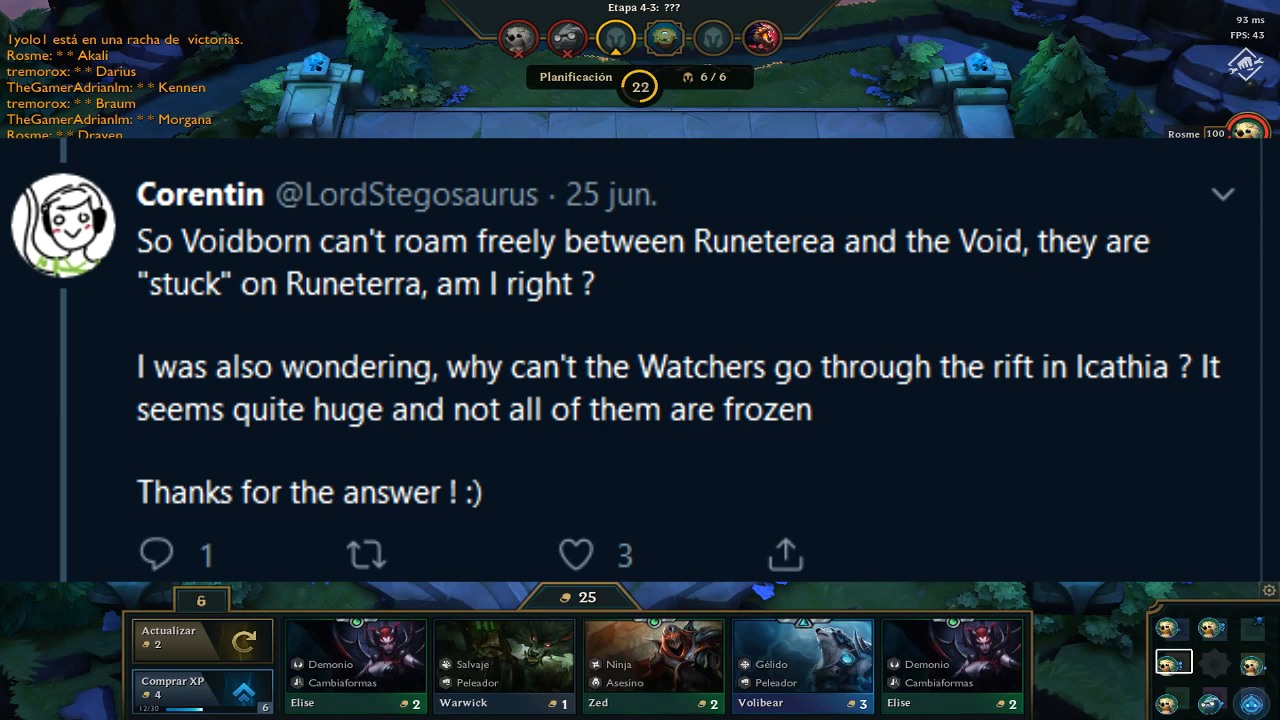 Etapa 4-3: ???
93 ms
FPS: 43
1yolo1 está en una racha de victorias.
Rosme: * * Akali
tremorox: * * Darius
TheGamerAdrianlm: * * Kennen
tremorox: * * Braum
TheGamerAdrianlm: * * Morgana
Rosme: * * Draven
Planificación
22
6 / 6
Rosme 100
Corentin @LordStegosaurus · 25 jun.
So Voidborn can't roam freely between Runeterea and the Void, they are
"stuck" on Runeterra, am I right ?
I was also wondering, why can't the Watchers go through the rift in Icathia ? It
seems quite huge and not all of them are frozen
Thanks for the answer ! :)
1
3
6
25
Actualizar
2
Comprar XP
4
12/30
6
Demonio
Cambiaformas
Elise 2
Salvaje
Peleador
Warwick 1
Ninja
Asesino
Zed 2
Gélido
Peleador
Volibear 3
Demonio
Cambiaformas
Elise 2